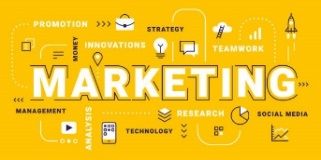 PROMOTION
STRATEGY
MONEY
INNOVATIONS
TEAMWORK
MARKETING
MANAGEMENT
ANALYSIS
TECHNOLOGY
RESEARCH
SOCIAL MEDIA